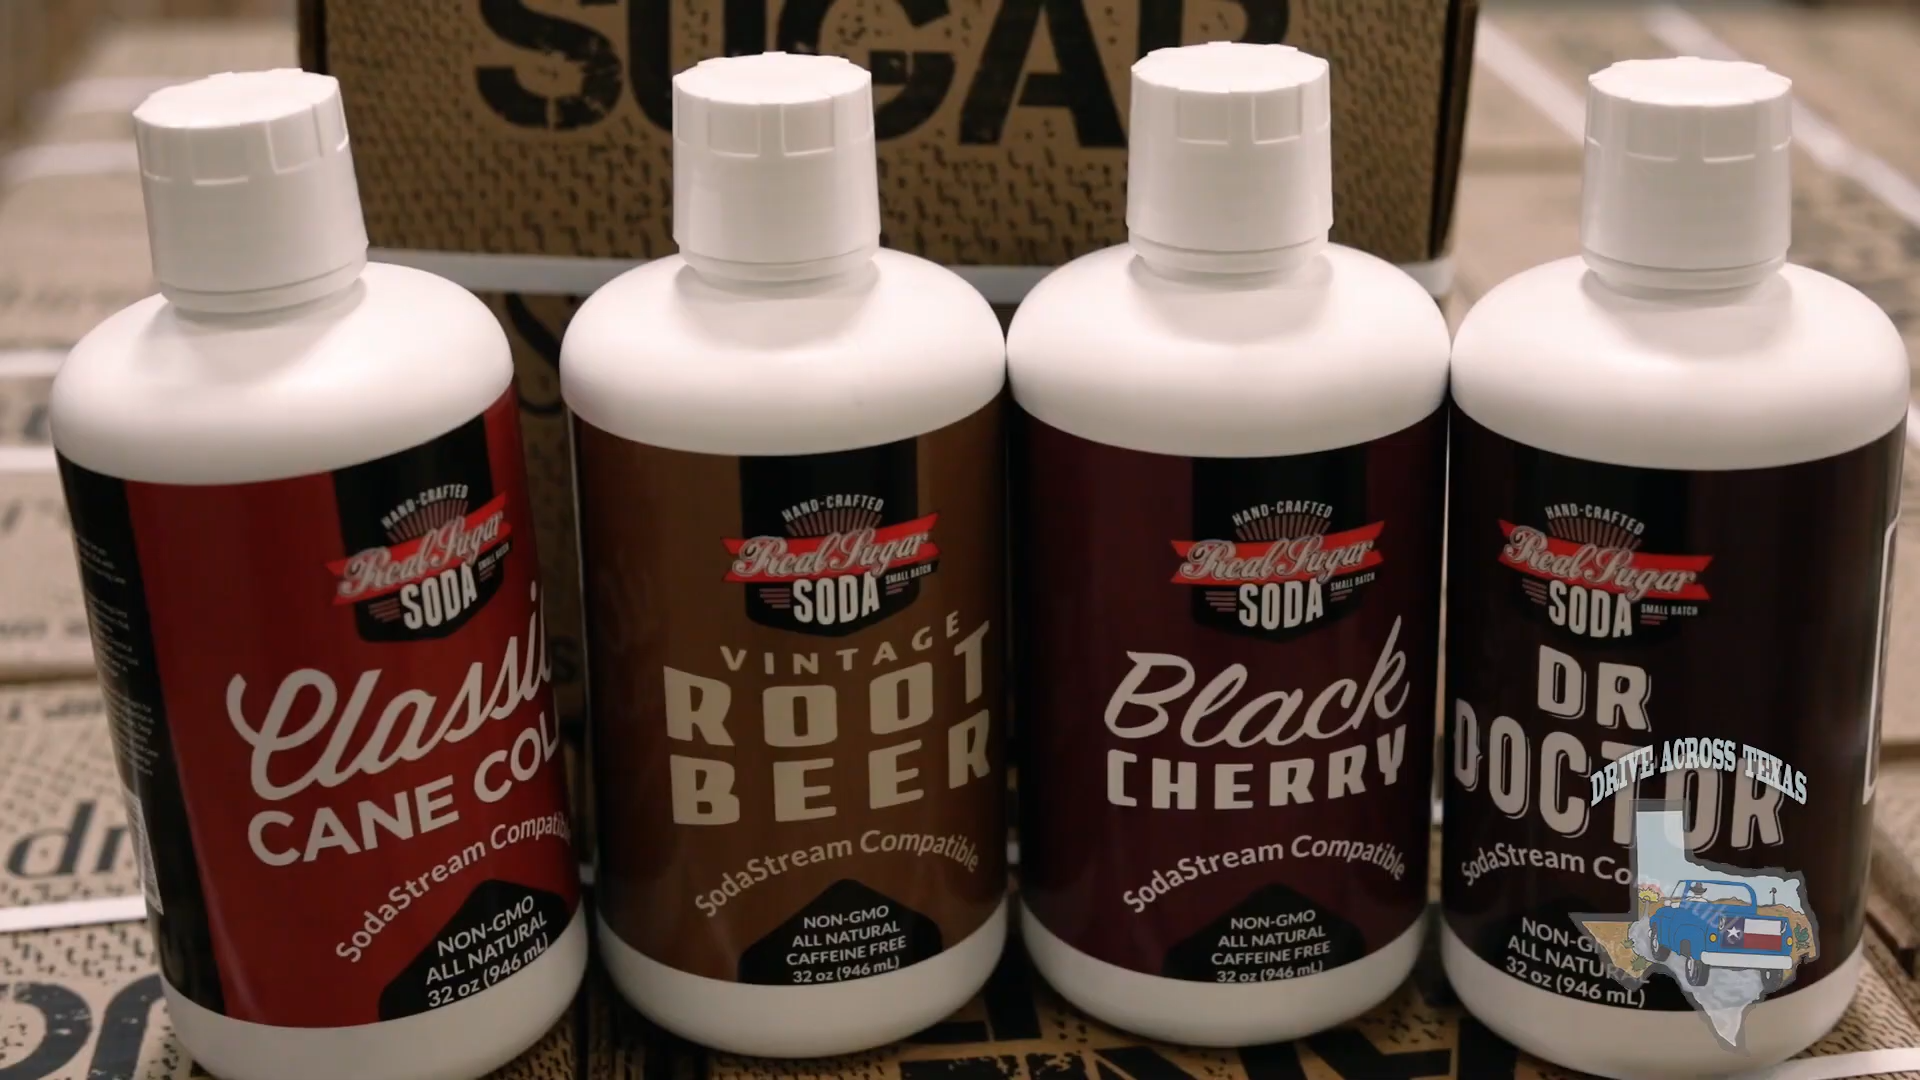 SUGAR
HAND-CRAFTED
Real Sugar
SMALL BATCH
SODA
Classic
CANE COL
SodaStream Compatible
NON-GMO
ALL NATURAL
32 oz (946 mL)
HAND-CRAFTED
Real Sugar
SMALL BATCH
SODA
VINTAGE
ROOT
BEER
SodaStream Compatible
NON-GMO
ALL NATURAL
CAFFEINE FREE
32 oz (946 mL)
HAND-CRAFTED
Real Sugar
SMALL BATCH
SODA
Black
CHERRY
SodaStream Compatible
NON-GMO
ALL NATURAL
CAFFEINE FREE
32 oz (946 mL)
HAND-CRAFTED
Real Sugar
SMALL BATCH
SODA
DR
DOCTOR
SodaStream Compatible
NON-GMO
ALL NATURAL
32 oz (946 mL)
DRIVE ACROSS TEXAS